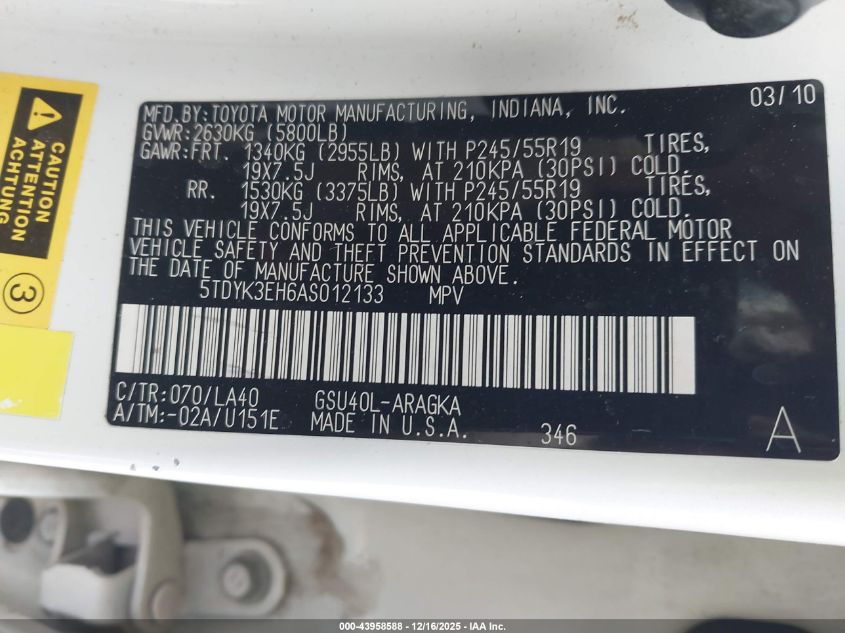 CAUTION
ATTENTION
ACHTUNG
3
MFD.BY:TOYOTA MOTOR MANUFACTURING, INDIANA, INC. 03/10
GVWR:2630KG (5800LB)
GAWR:FRT. 1340KG (2955LB) WITH P245/55R19 TIRES,
19X7.5J RIMS, AT 210KPA (30PSI) COLD.
RR. 1530KG (3375LB) WITH P245/55R19 TIRES,
19X7.5J RIMS, AT 210KPA (30PSI) COLD.
THIS VEHICLE CONFORMS TO ALL APPLICABLE FEDERAL MOTOR
VEHICLE SAFETY AND THEFT PREVENTION STANDARDS IN EFFECT ON
THE DATE OF MANUFACTURE SHOWN ABOVE.
5TDYK3EH6AS012133 MPV
C/TR:070/LA40 GSU40L-ARAGKA
A/TM:-02A/U151E MADE IN U.S.A. 346 A
000-43958588 - 12/16/2025 - IAA Inc.